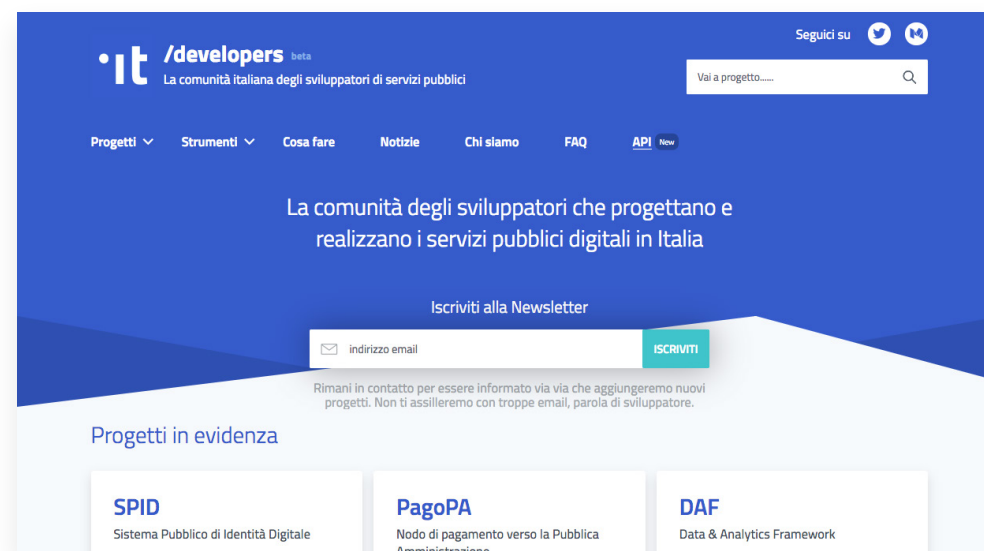 Seguici su
·it /developers beta
La comunità italiana degli sviluppatori di servizi pubblici
Vai a progetto......
Progetti Strumenti Cosa fare Notizie Chi siamo FAQ API New
La comunità degli sviluppatori che progettano e
realizzano i servizi pubblici digitali in Italia
Iscriviti alla Newsletter
indirizzo email ISCRIVITI
Rimani in contatto per essere informato via via che aggiungeremo nuovi
progetti. Non ti assilleremo con troppe email, parola di sviluppatore.
Progetti in evidenza
SPID
Sistema Pubblico di Identità Digitale
PagoPA
Nodo di pagamento verso la Pubblica
Amministrazione
DAF
Data & Analytics Framework